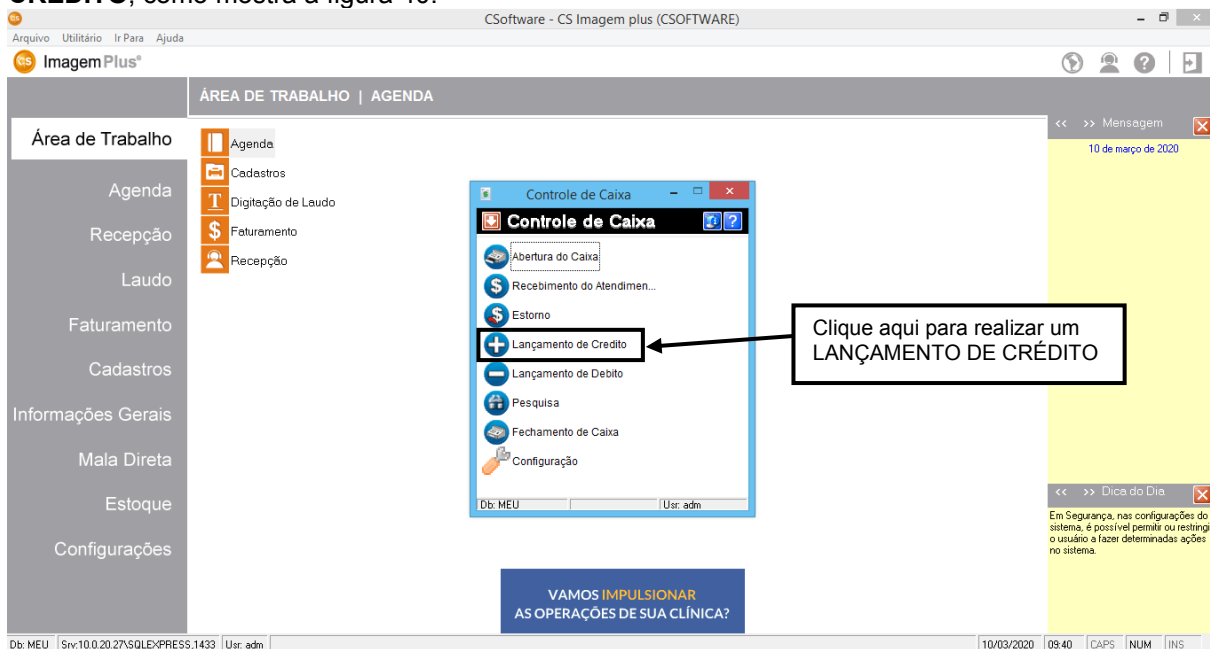 CRÉDITO, como mostra a figura 40.
CSoftware - CS Imagem plus (CSOFTWARE)
Arquivo Utilitário Ir Para Ajuda
CS Imagem Plus®
ÁREA DE TRABALHO | AGENDA
<< >> Mensagem
10 de março de 2020
Área de Trabalho
Agenda
Recepção
Laudo
Faturamento
Cadastros
Informações Gerais
Mala Direta
Estoque
Configurações
Agenda
Cadastros
Digitação de Laudo
Faturamento
Recepção
Controle de Caixa
Controle de Caixa
Abertura do Caixa
Recebimento do Atendimen...
Estorno
Lançamento de Credito
Lançamento de Debito
Pesquisa
Fechamento de Caixa
Configuração
Db: MEU Usr: adm
Clique aqui para realizar um
LANÇAMENTO DE CRÉDITO
<< >> Dica do Dia
Em Segurança, nas configurações do
sistema, é possível permitir ou restringi
o usuário a fazer determinadas ações
no sistema.
VAMOS IMPULSIONAR
AS OPERAÇÕES DE SUA CLÍNICA?
Db: MEU Srv:10.0.20.27\SQLEXPRESS,1433 Usr: adm 10/03/2020 09:40 CAPS NUM INS